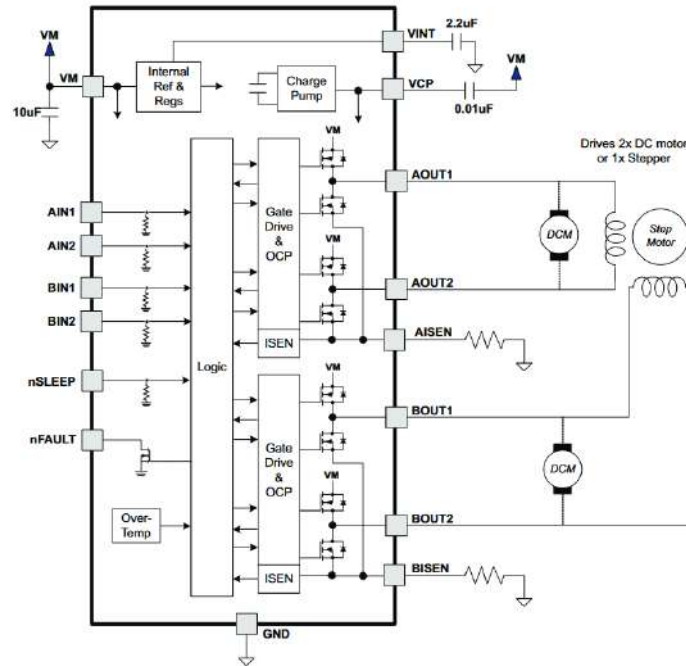 VM
VM
10uF
Internal
Ref &
Regs
Charge
Pump
VINT
2.2uF
VCP
0.01uF
VM
Drives 2x DC motor
or 1x Stepper
AIN1
AIN2
BIN1
BIN2
nSLEEP
nFAULT
Over-
Temp
Logic
VM
Gate
Drive
&
OCP
VM
ISEN
AOUT1
DCM
Step
Motor
AOUT2
AISEN
VM
Gate
Drive
&
OCP
VM
ISEN
BOUT1
DCM
BOUT2
BISEN
GND